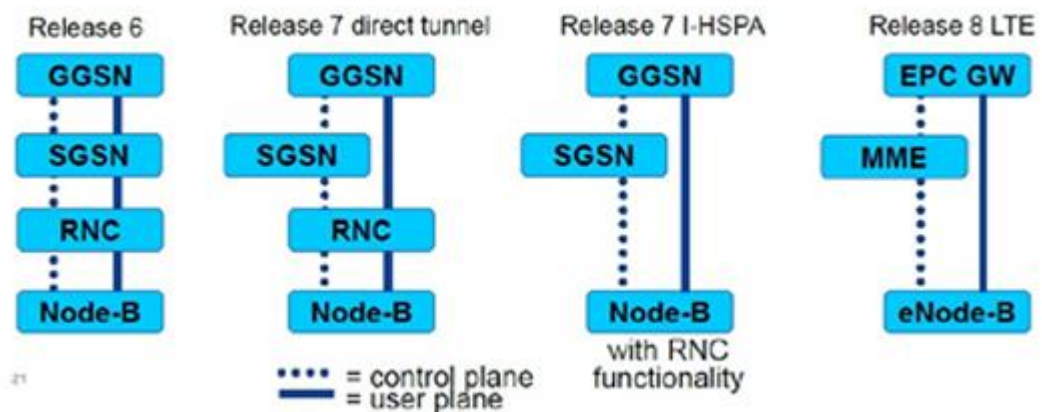 Release 6
GGSN
SGSN
RNC
Node-B
Release 7 direct tunnel
GGSN
SGSN
RNC
Node-B
Release 7 I-HSPA
GGSN
SGSN
Node-B
with RNC
functionality
Release 8 LTE
EPC GW
MME
eNode-B
= control plane
= user plane
21